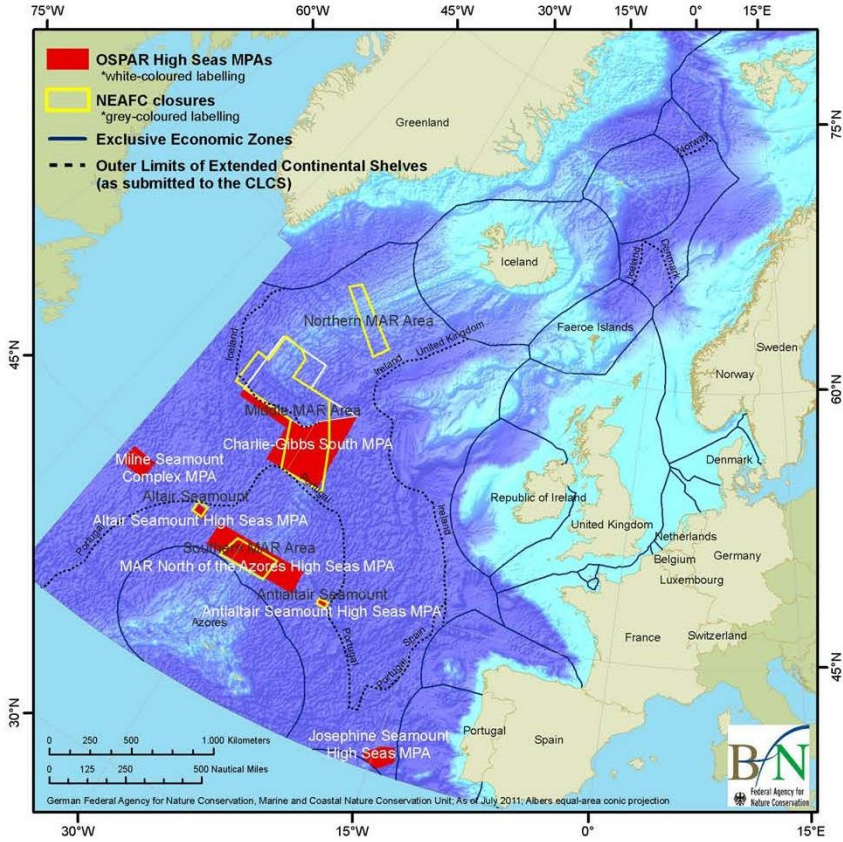 75°W
60°W
45°W
30°W
15°W
0°
15°E
OSPAR High Seas MPAs
*white-coloured labelling
NEAFC closures
*grey-coloured labelling
Exclusive Economic Zones
Outer Limits of Extended Continental Shelves
(as submitted to the CLCS)
Greenland
75°N
Norway
Iceland
Iceland
Denmark
Northern MAR Area
Iceland
Ireland
United Kingdom
Faeroe Islands
Sweden
Norway
45°N
60°N
Middle MAR Area
Charlie-Gibbs South MPA
Milne Seamount
Complex MPA
Denmark
Portugal
Altair Seamount
Altair Seamount High Seas MPA
Portugal
Ireland
Republic of Ireland
United Kingdom
Netherlands
Southern MAR Area
MAR North of the Azores High Seas MPA
Belgium
Germany
Luxembourg
Antialtair Seamount
Antialtair Seamount High Seas MPA
Azores
Portugal
Portugal
Spain
France
Switzerland
45°N
30°N
Josephine Seamount
High Seas MPA
Portugal
Spain
0 250 500 1.000 Kilometers
0 125 250 500 Nautical Miles
BfN
Federal Agency for
Nature Conservation
German Federal Agency for Nature Conservation, Marine and Coastal Nature Conservation Unit; As of July 2011; Albers equal-area conic projection
30°W
15°W
0°
15°E